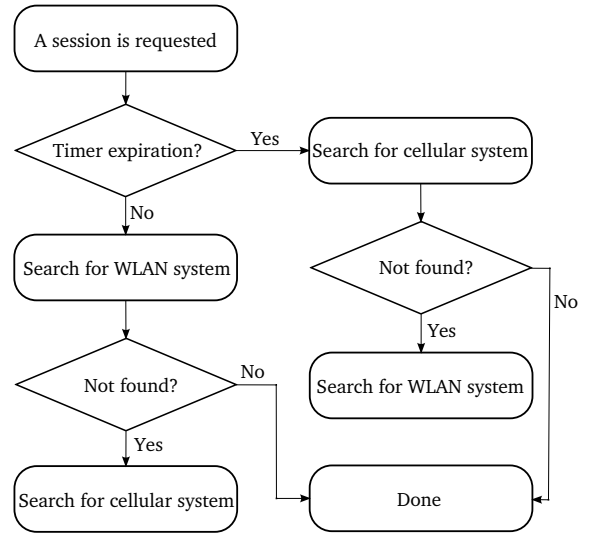 A session is requested
Timer expiration?
Yes
Search for cellular system
No
Search for WLAN system
Not found?
No
Yes
Search for WLAN system
Not found?
No
Yes
Search for cellular system
Done